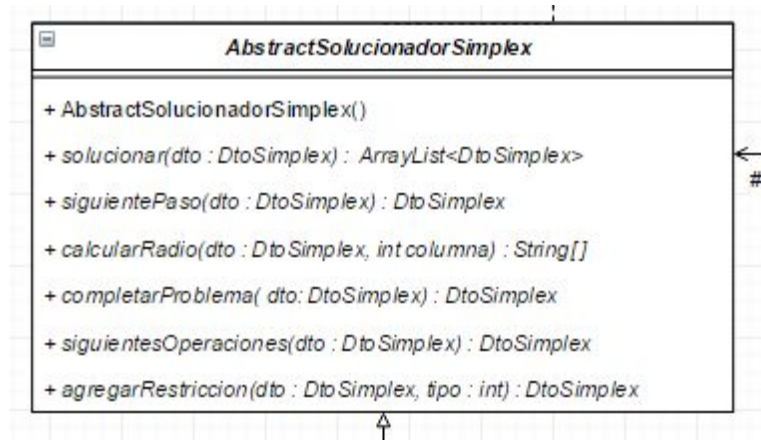 AbstractSolucionadorSimplex
+ AbstractSolucionadorSimplex()
+ solucionar(dto : DtoSimplex) : ArrayList<DtoSimplex>
#
+ siguientePaso(dto : DtoSimplex) : DtoSimplex
+ calcularRadio(dto : DtoSimplex, int columna) : String[]
+ completarProblema( dto: DtoSimplex) : DtoSimplex
+ siguientesOperaciones(dto : DtoSimplex) : DtoSimplex
+ agregarRestriccion(dto : DtoSimplex, tipo : int) : DtoSimplex